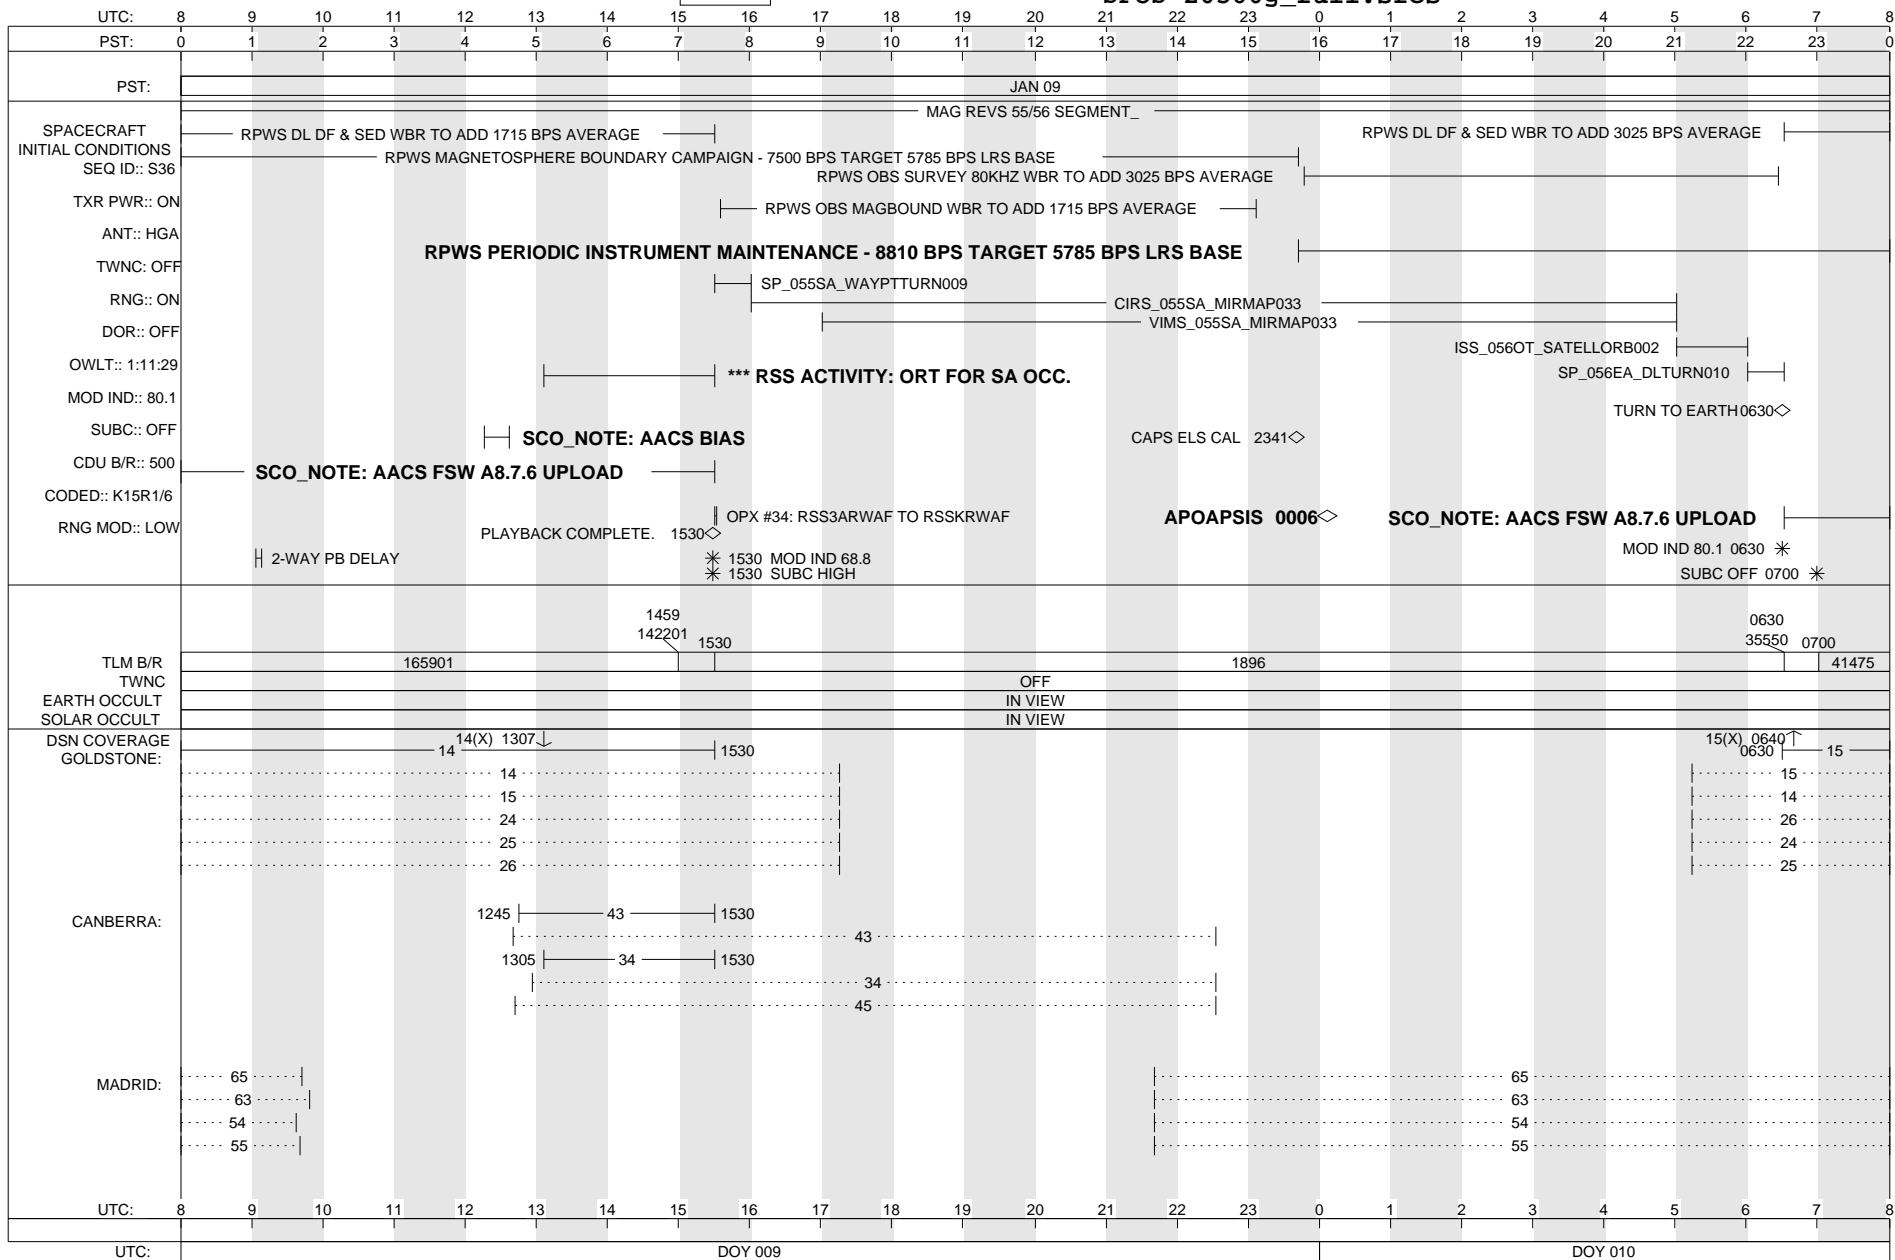 UTC: 8 9 10 11 12 13 14 15 16 17 18 19 20 21 22 23 0 1 2 3 4 5 6 7 8
PST: 0 1 2 3 4 5 6 7 8 9 10 11 12 13 14 15 16 17 18 19 20 21 22 23 0
PST: JAN 09
MAG REVS 55/56 SEGMENT_
SPACECRAFT
INITIAL CONDITIONS
RPWS DL DF & SED WBR TO ADD 1715 BPS AVERAGE
RPWS DL DF & SED WBR TO ADD 3025 BPS AVERAGE
RPWS MAGNETOSPHERE BOUNDARY CAMPAIGN - 7500 BPS TARGET 5785 BPS LRS BASE
SEQ ID:: S36
RPWS OBS SURVEY 80KHZ WBR TO ADD 3025 BPS AVERAGE
TXR PWR:: ON
RPWS OBS MAGBOUND WBR TO ADD 1715 BPS AVERAGE
ANT:: HGA
RPWS PERIODIC INSTRUMENT MAINTENANCE - 8810 BPS TARGET 5785 BPS LRS BASE
TWNC: OFF
SP_055SA_WAYPTTURN009
RNG:: ON
CIRS_055SA_MIRMAP033
VIMS_055SA_MIRMAP033
DOR:: OFF
ISS_056OT_SATELLORB002
OWLT:: 1:11:29
*** RSS ACTIVITY: ORT FOR SA OCC.
SP_056EA_DLTURN010
MOD IND:: 80.1
TURN TO EARTH 0630
SUBC:: OFF
SCO_NOTE: AACS BIAS
CAPS ELS CAL 2341
CDU B/R:: 500
SCO_NOTE: AACS FSW A8.7.6 UPLOAD
CODED:: K15R1/6
OPX #34: RSS3ARWAF TO RSSKRWAF
APOAPSIS 0006
SCO_NOTE: AACS FSW A8.7.6 UPLOAD
RNG MOD:: LOW
PLAYBACK COMPLETE. 1530
2-WAY PB DELAY
1530 MOD IND 68.8
MOD IND 80.1 0630
1530 SUBC HIGH
SUBC OFF 0700
1459
142201
1530
0630
35550
0700
TLM B/R 165901 1896 41475
TWNC OFF
EARTH OCCULT IN VIEW
SOLAR OCCULT IN VIEW
DSN COVERAGE
GOLDSTONE:
14(X) 1307
14 1530
15(X) 0640
0630 15
14 15
15 14
24 26
25 24
26 25
CANBERRA:
1245 43 1530
43
1305 34 1530
34
45
MADRID:
65 65
63 63
54 54
55 55
UTC: 8 9 10 11 12 13 14 15 16 17 18 19 20 21 22 23 0 1 2 3 4 5 6 7 8
UTC: DOY 009 DOY 010